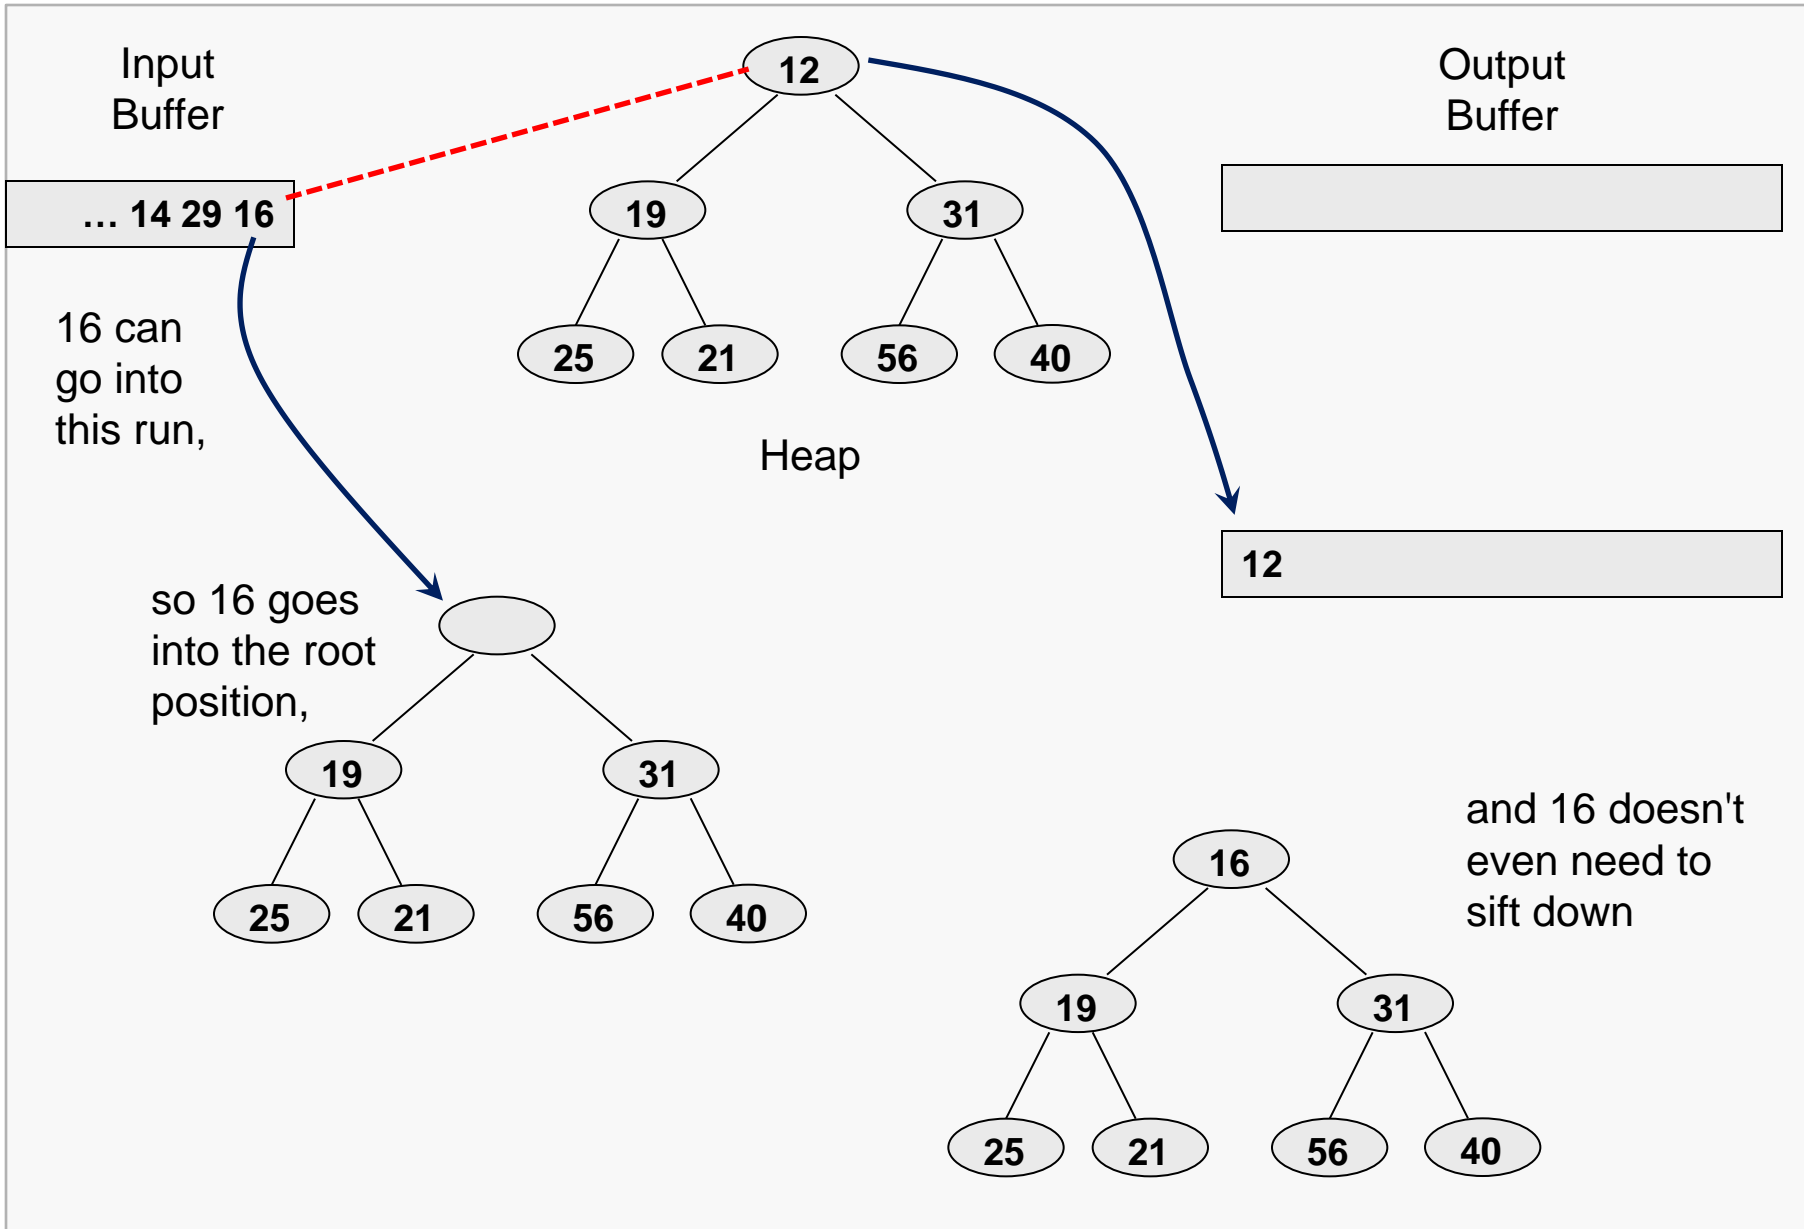 Input
Buffer
12
Output
Buffer
… 14 29 16
19
31
25
21
56
40
16 can
go into
this run,
Heap
12
so 16 goes
into the root
position,
19
31
25
21
56
40
and 16 doesn't
even need to
sift down
16
19
31
25
21
56
40